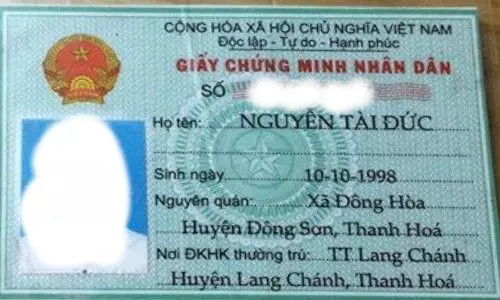 CỘNG HÒA XÃ HỘI CHỦ NGHĨA VIỆT NAM
Độc lập - Tự do - Hạnh phúc
GIẤY CHỨNG MINH NHÂN DÂN
SỐ
Họ tên: NGUYỄN TÀI ĐỨC
Sinh ngày 10-10-1998
Nguyên quán: Xã Đông Hòa
Huyện Đông Sơn, Thanh Hoá
Nơi ĐKHK thường trú: TT. Lang Chánh
Huyện Lang Chánh, Thanh Hoá